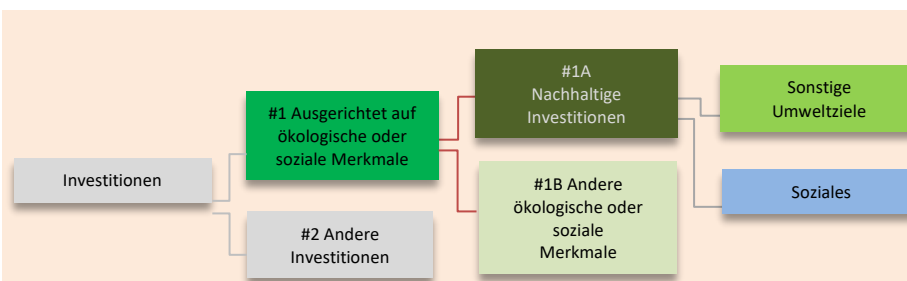 Investitionen
#1 Ausgerichtet auf
ökologische oder
soziale Merkmale
#2 Andere
Investitionen
#1A
Nachhaltige
Investitionen
#1B Andere
ökologische oder
soziale
Merkmale
Sonstige
Umweltziele
Soziales